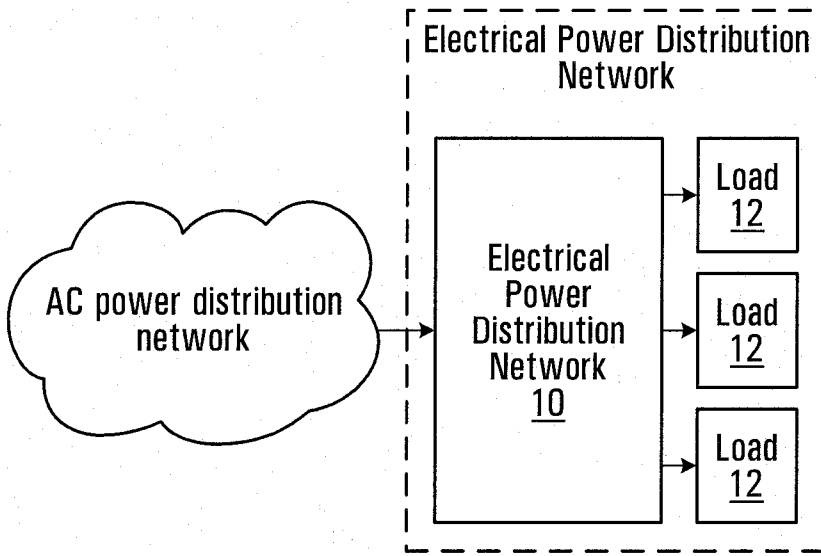 Electrical Power Distribution
Network
AC power distribution
network
Electrical
Power
Distribution
Network
10
Load
12
Load
12
Load
12